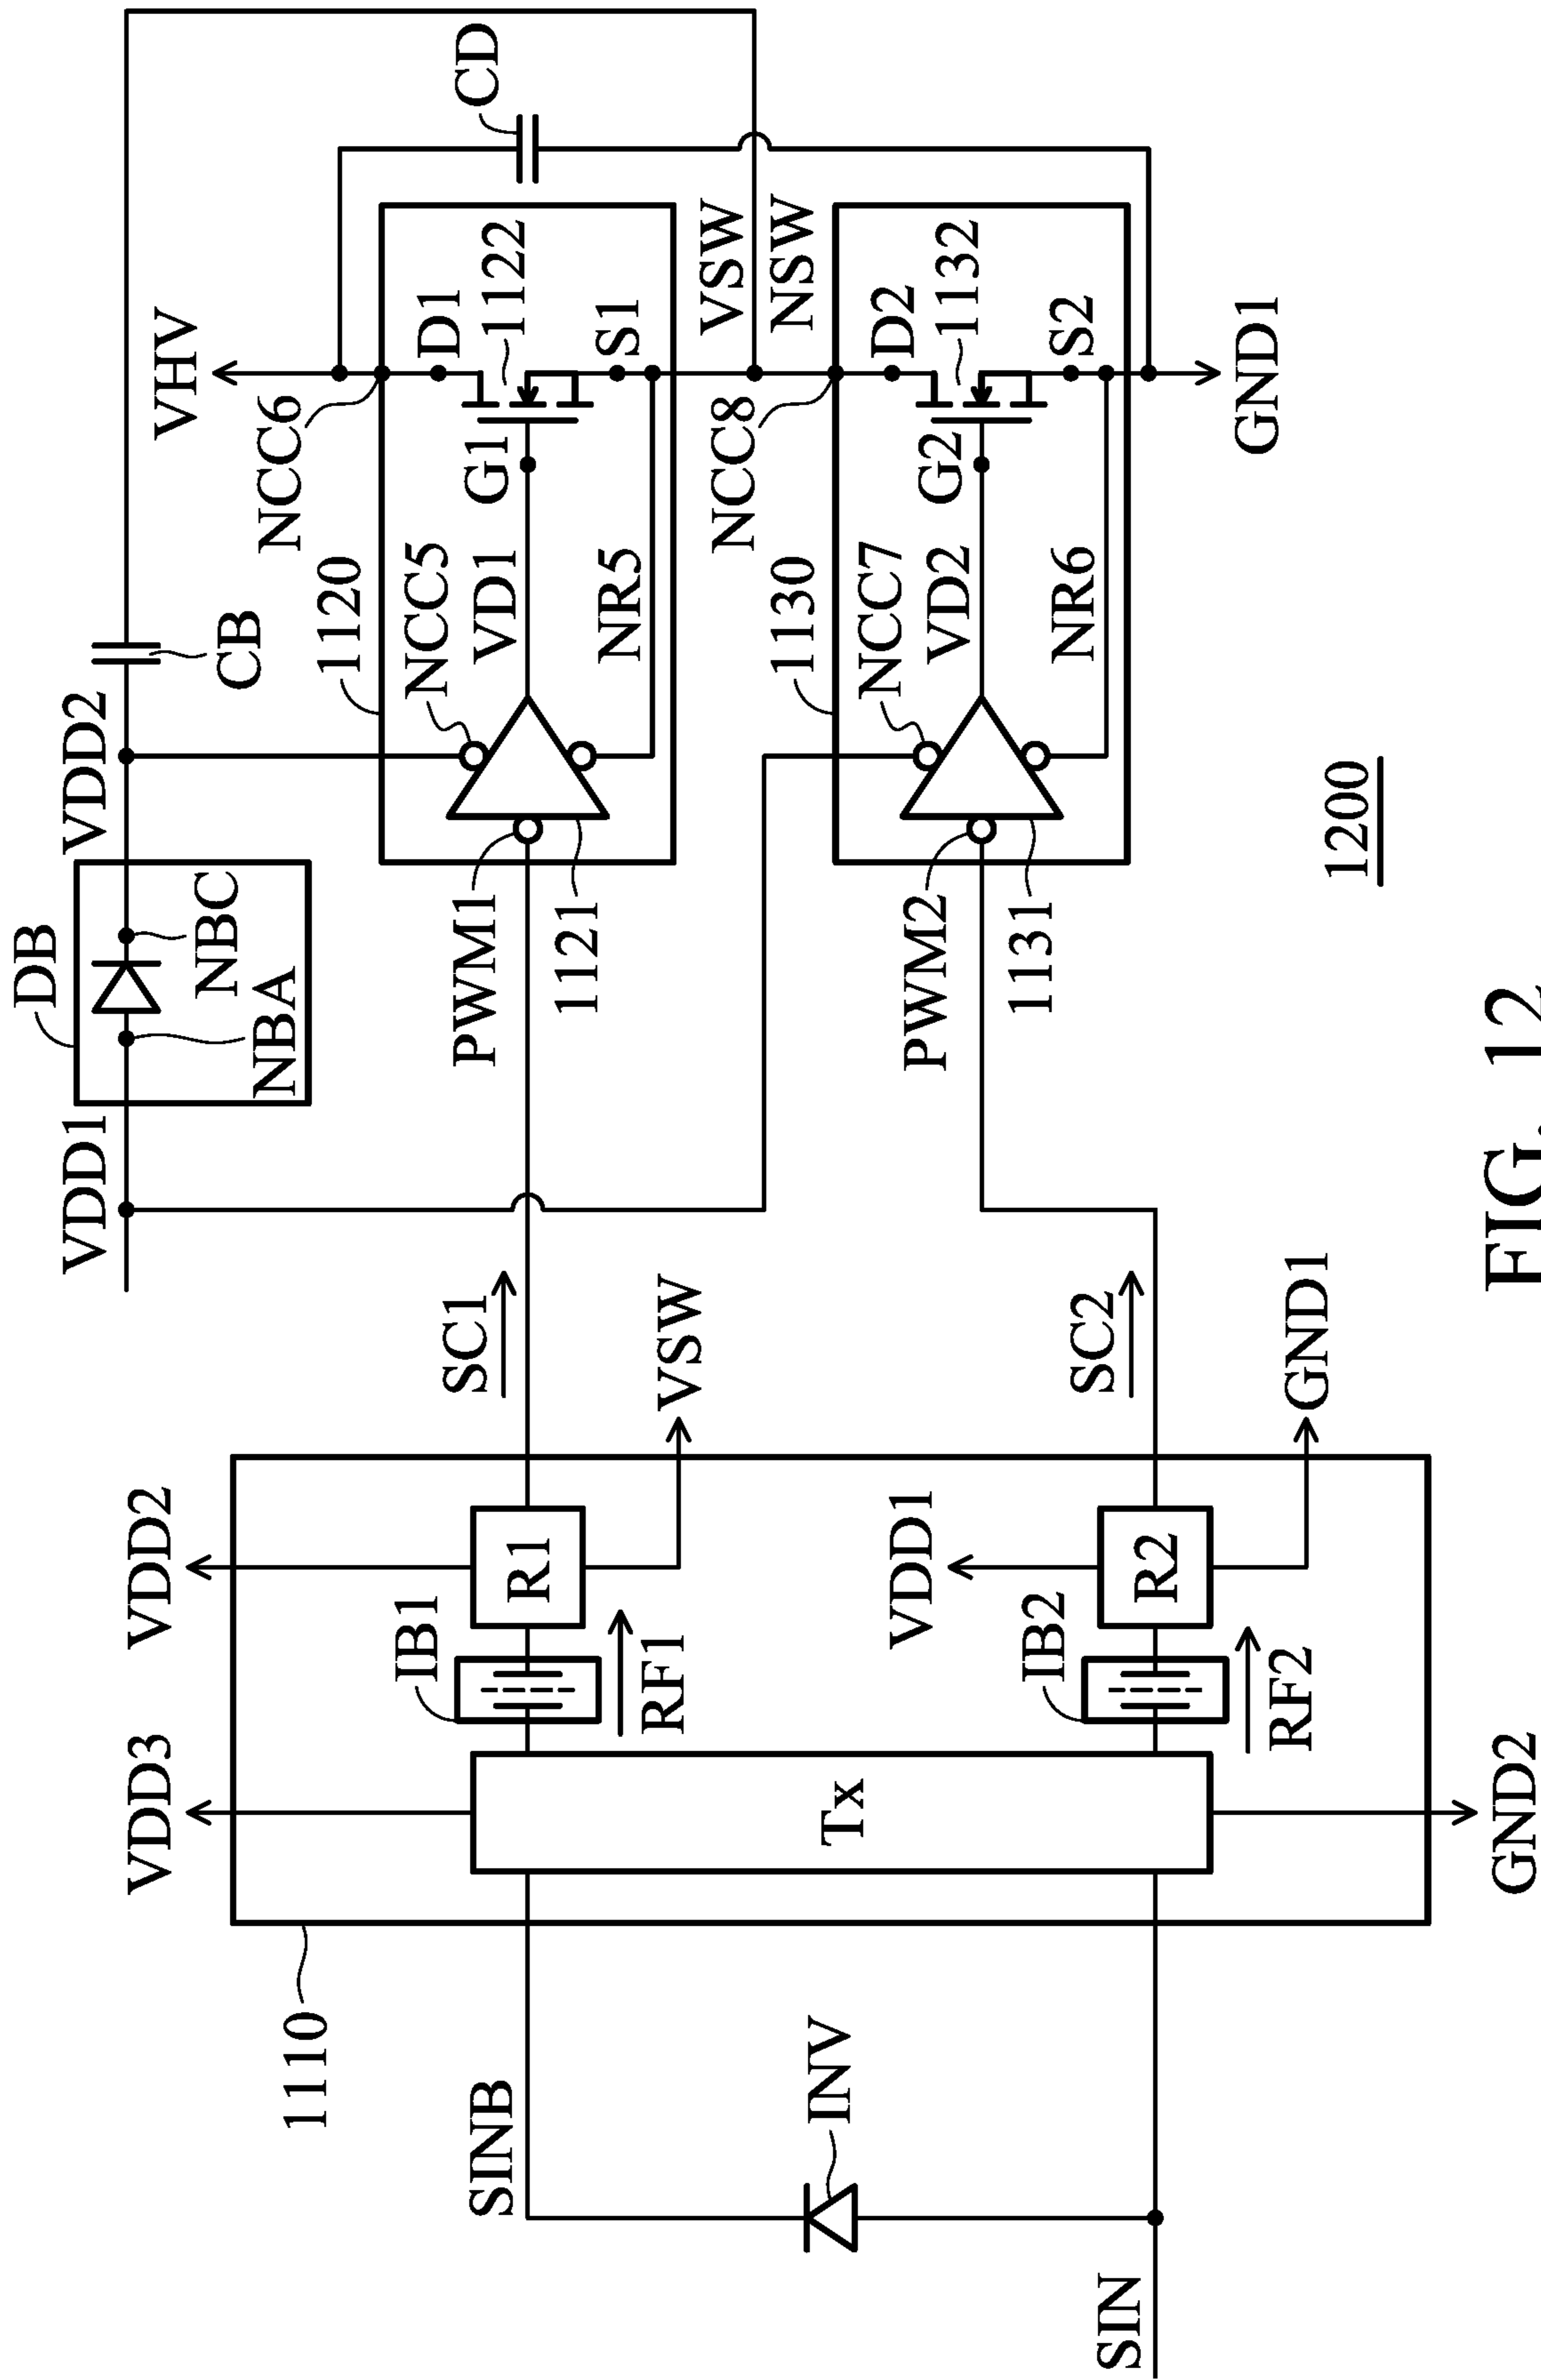 SIN
SINB
INV
1110
VDD3
Tx
GND2
IB1
RF1
IB2
RF2
VDD2
R1
VSW
VDD1
R2
GND1
SC1
SC2
VDD1
DB
NBA
NBC
VDD2
CB
PWM1
1121
1120
NCC5
VD1
NR5
G1
NCC6
VHV
D1
1122
S1
CD
VSW
NSW
PWM2
1131
1130
NCC7
VD2
NR6
G2
NCC8
D2
1132
S2
GND1
1200
FIG. 12